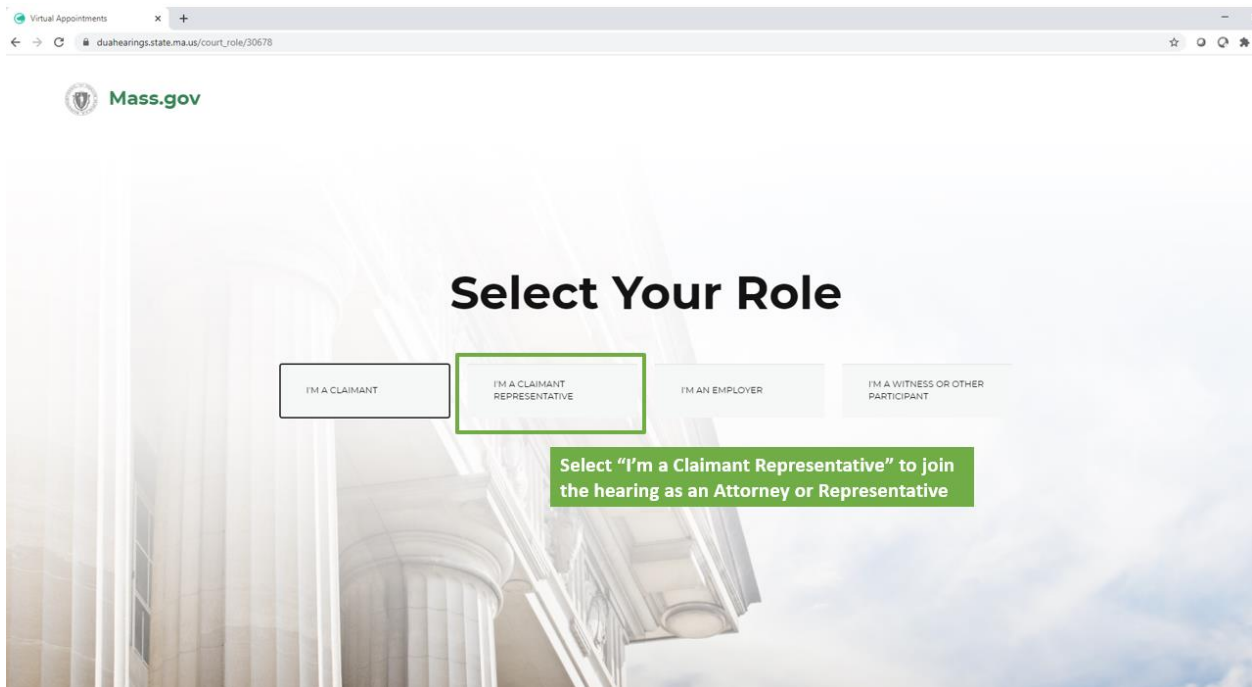 Virtual Appointments
duahearings.state.ma.us/court_role/30678
Mass.gov
Select Your Role
I'M A CLAIMANT
I'M A CLAIMANT
REPRESENTATIVE
I'M AN EMPLOYER
I'M A WITNESS OR OTHER
PARTICIPANT
Select “I’m a Claimant Representative” to join
the hearing as an Attorney or Representative